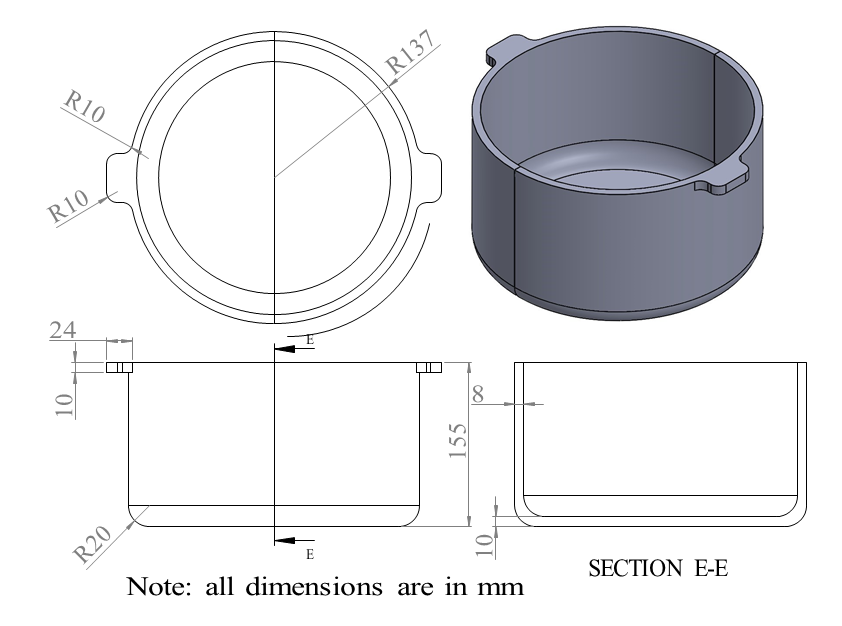 R137
R10
R10
24
E
10
8
155
R20
10
E
SECTION E-E
Note: all dimensions are in mm